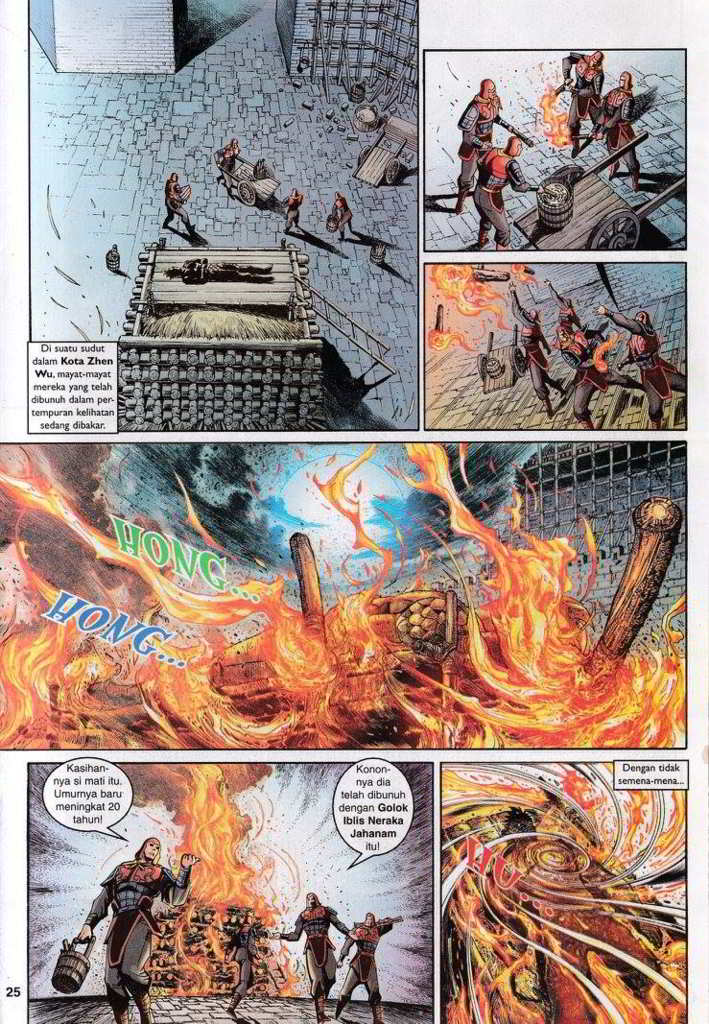 Di suatu sudut
dalam Kota Zhen
Wu, mayat-mayat
mereka yang telah
dibunuh dalam per-
tempuran kelihatan
sedang dibakar.
HONG...
HONG...
Kasihan-
nya si mati itu.
Umurnya baru
meningkat 20
tahun!
Konon-
nya dia
telah dibunuh
dengan Golok
Iblis Neraka
Jahanam
itu!
Dengan tidak
semena-mena...
WU...
25